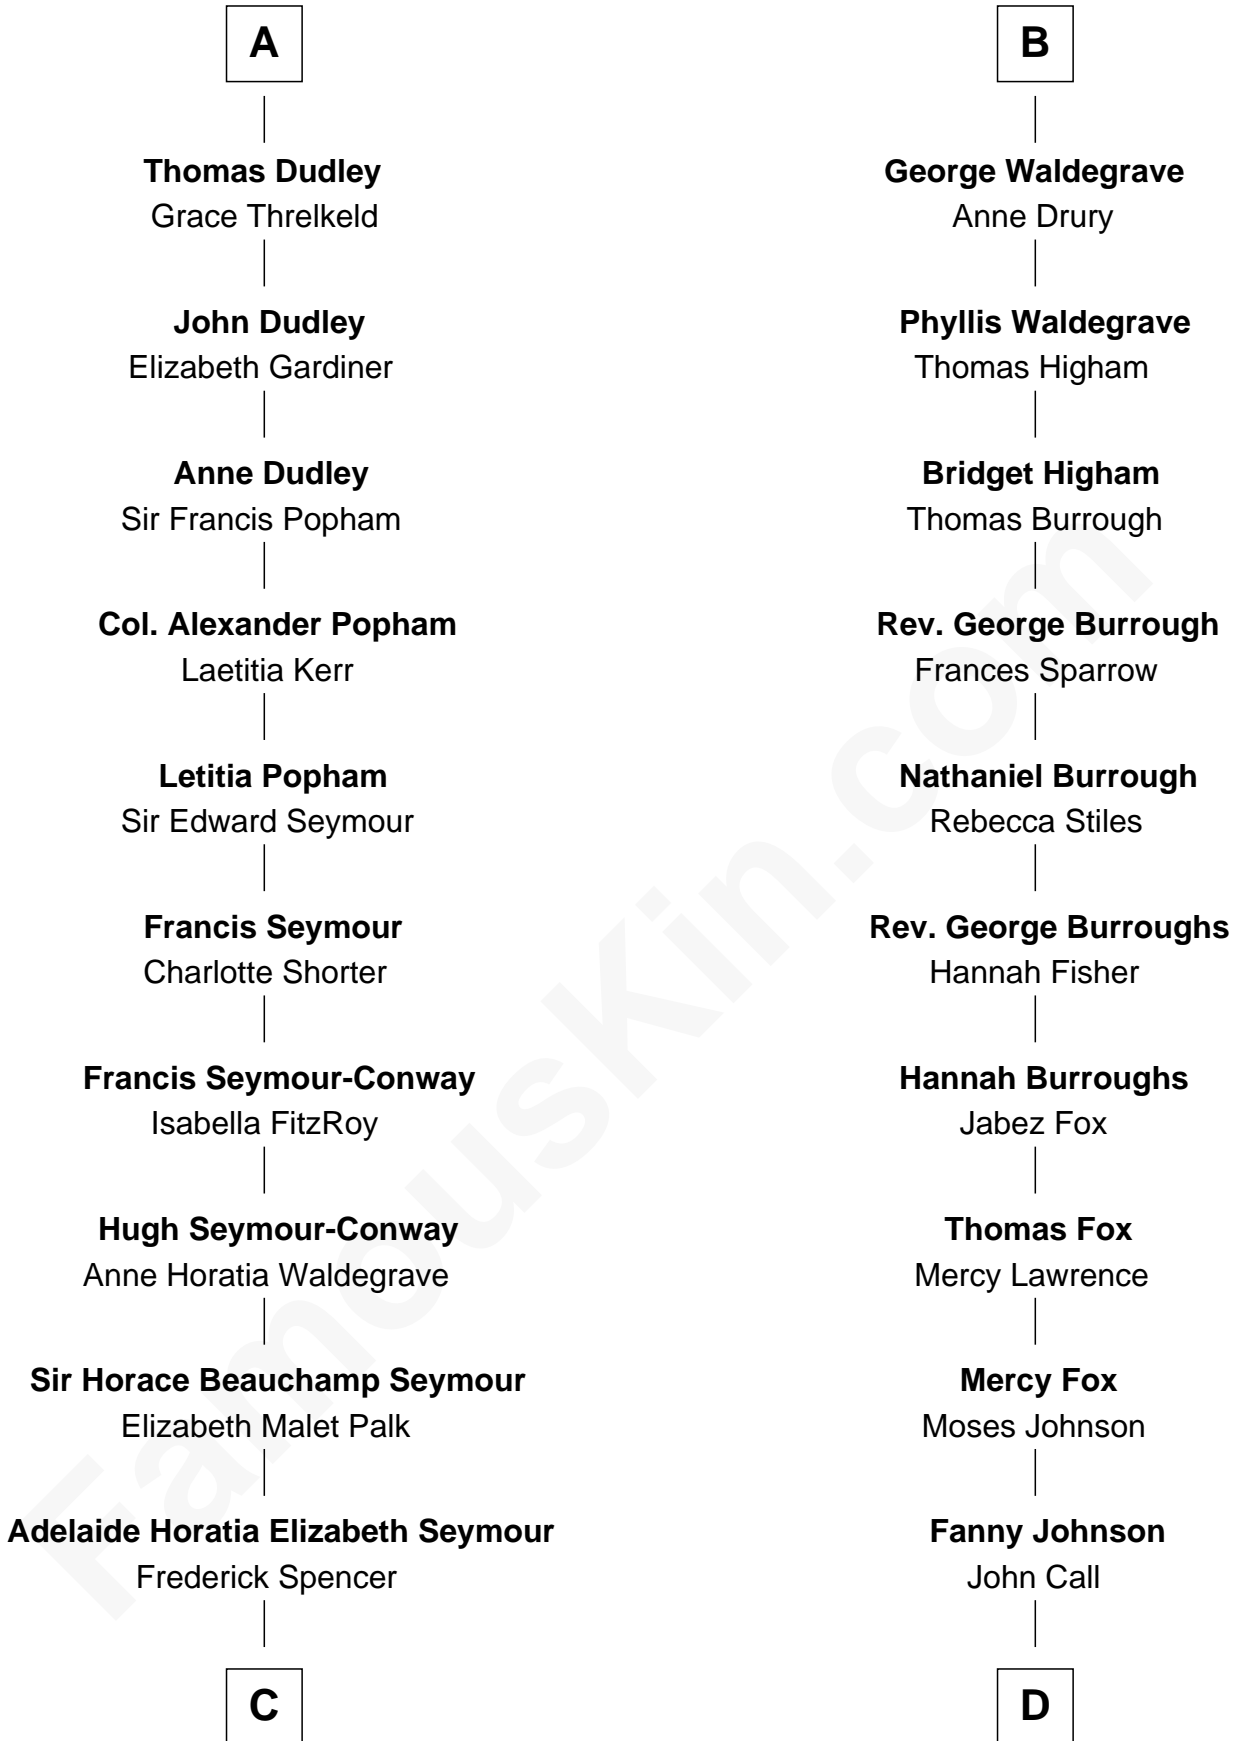 A
Thomas Dudley
Grace Threlkeld
John Dudley
Elizabeth Gardiner
Anne Dudley
Sir Francis Popham
Col. Alexander Popham
Laetitia Kerr
Letitia Popham
Sir Edward Seymour
Francis Seymour
Charlotte Shorter
Francis Seymour-Conway
Isabella FitzRoy
Hugh Seymour-Conway
Anne Horatia Waldegrave
Sir Horace Beauchamp Seymour
Elizabeth Malet Palk
Adelaide Horatia Elizabeth Seymour
Frederick Spencer
C
B
George Waldegrave
Anne Drury
Phyllis Waldegrave
Thomas Higham
Bridget Higham
Thomas Burrough
Rev. George Burrough
Frances Sparrow
Nathaniel Burrough
Rebecca Stiles
Rev. George Burroughs
Hannah Fisher
Hannah Burroughs
Jabez Fox
Thomas Fox
Mercy Lawrence
Mercy Fox
Moses Johnson
Fanny Johnson
John Call
D
FamousKin.com